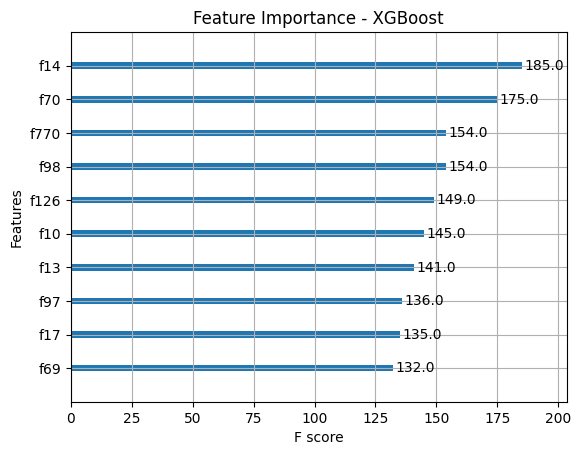 Feature Importance - XGBoost
Features
f14 185.0
f70 175.0
f770 154.0
f98 154.0
f126 149.0
f10 145.0
f13 141.0
f97 136.0
f17 135.0
f69 132.0
0 25 50 75 100 125 150 175 200
F score